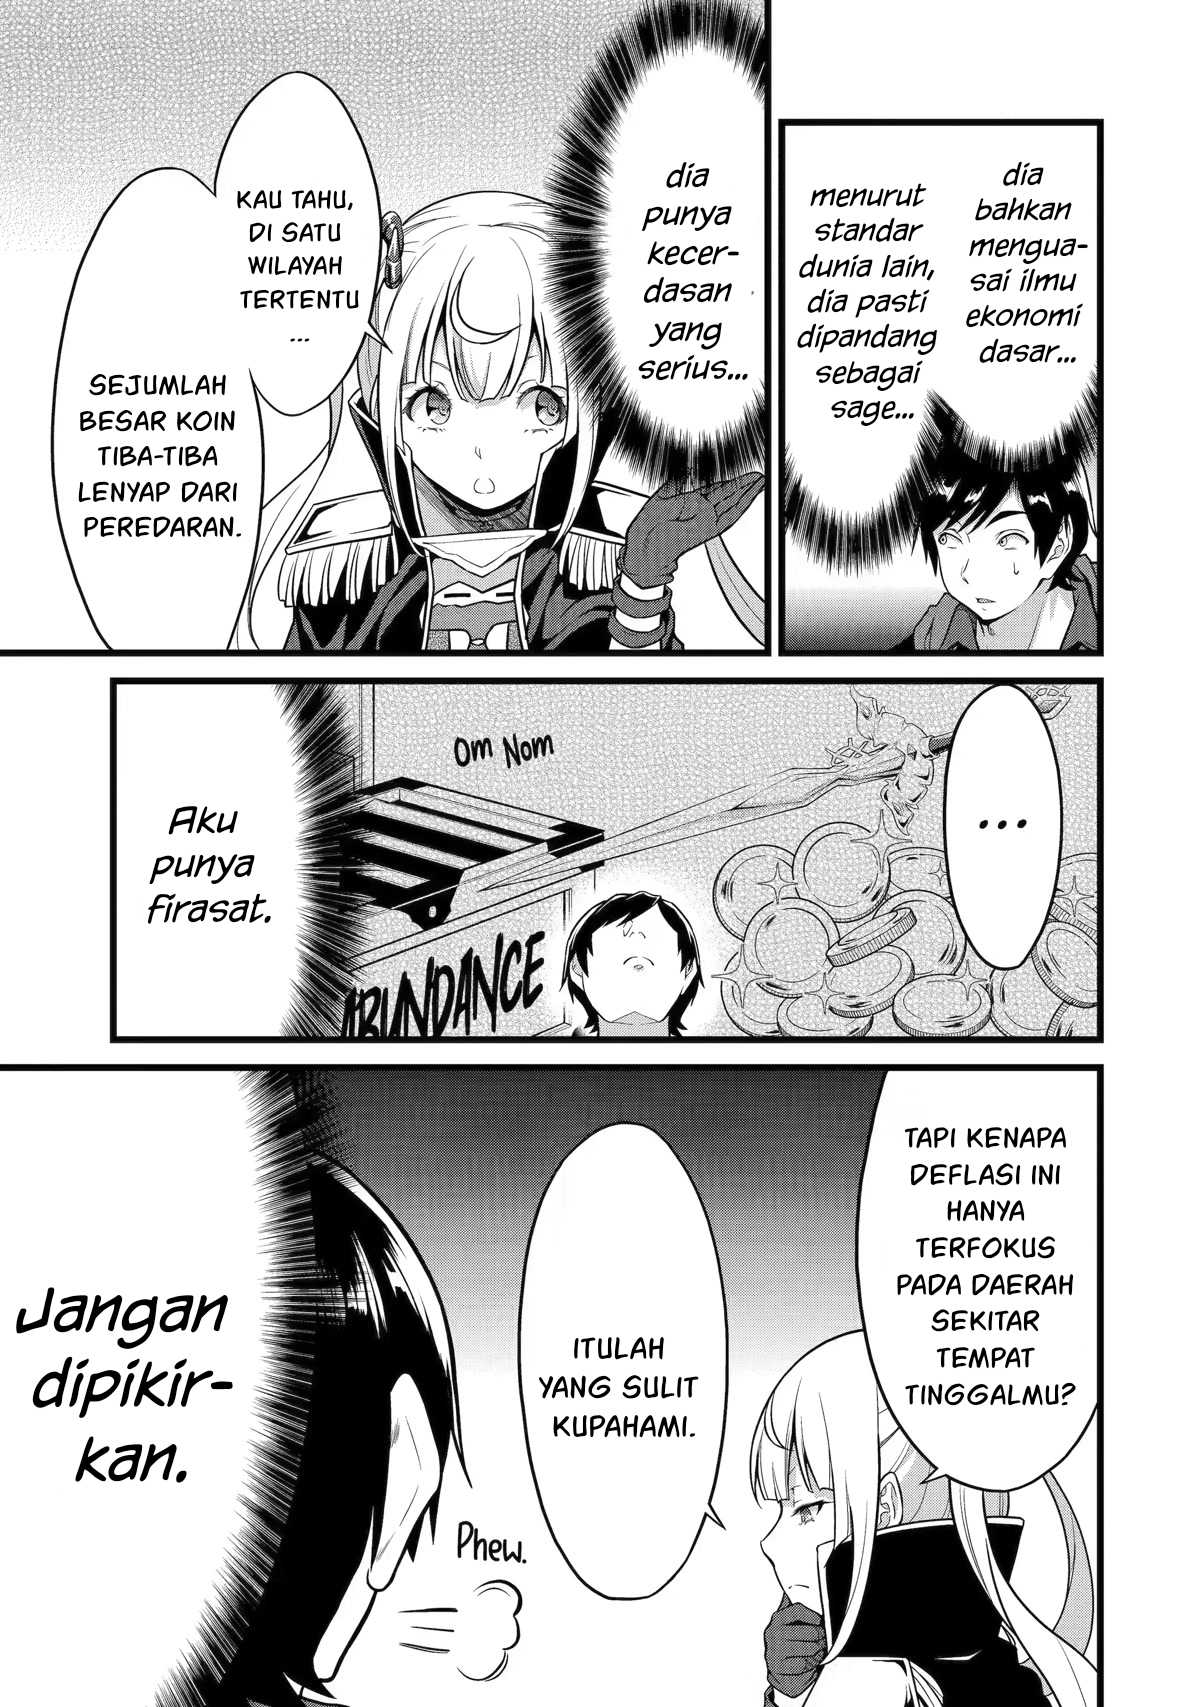 dia
bahkan
mengua-
sai ilmu
ekonomi
dasar...
menurut
standar
dunia lain,
dia pasti
dipandang
sebagai
sage...
dia
punya
kecer-
dasan
yang
serius...
KAU TAHU,
DI SATU
WILAYAH
TERTENTU
...
SEJUMLAH
BESAR KOIN
TIBA-TIBA
LENYAP DARI
PEREDARAN.
...
Om Nom
ABUNDANCE
Aku
punya
firasat.
TAPI KENAPA
DEFLASI INI
HANYA
TERFOKUS
PADA DAERAH
SEKITAR
TEMPAT
TINGGALMU?
ITULAH
YANG SULIT
KUPAHAMI.
Jangan
dipikir-
kan.
Phew.